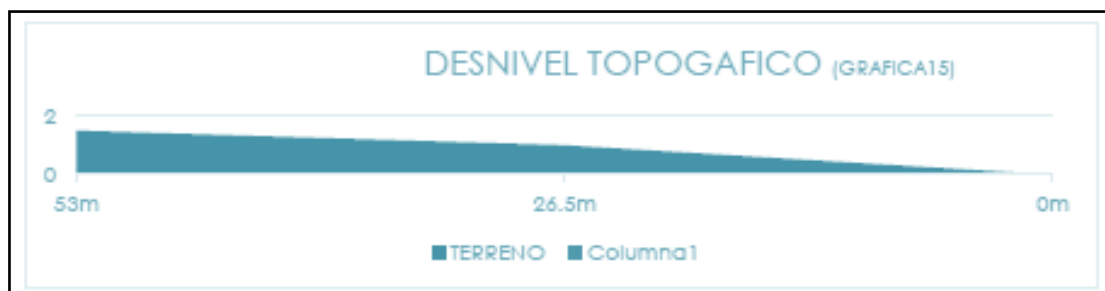 DESNIVEL TOPOGAFICO (GRAFICA15)
2
0
53m 26.5m 0m
TERRENO Columna1